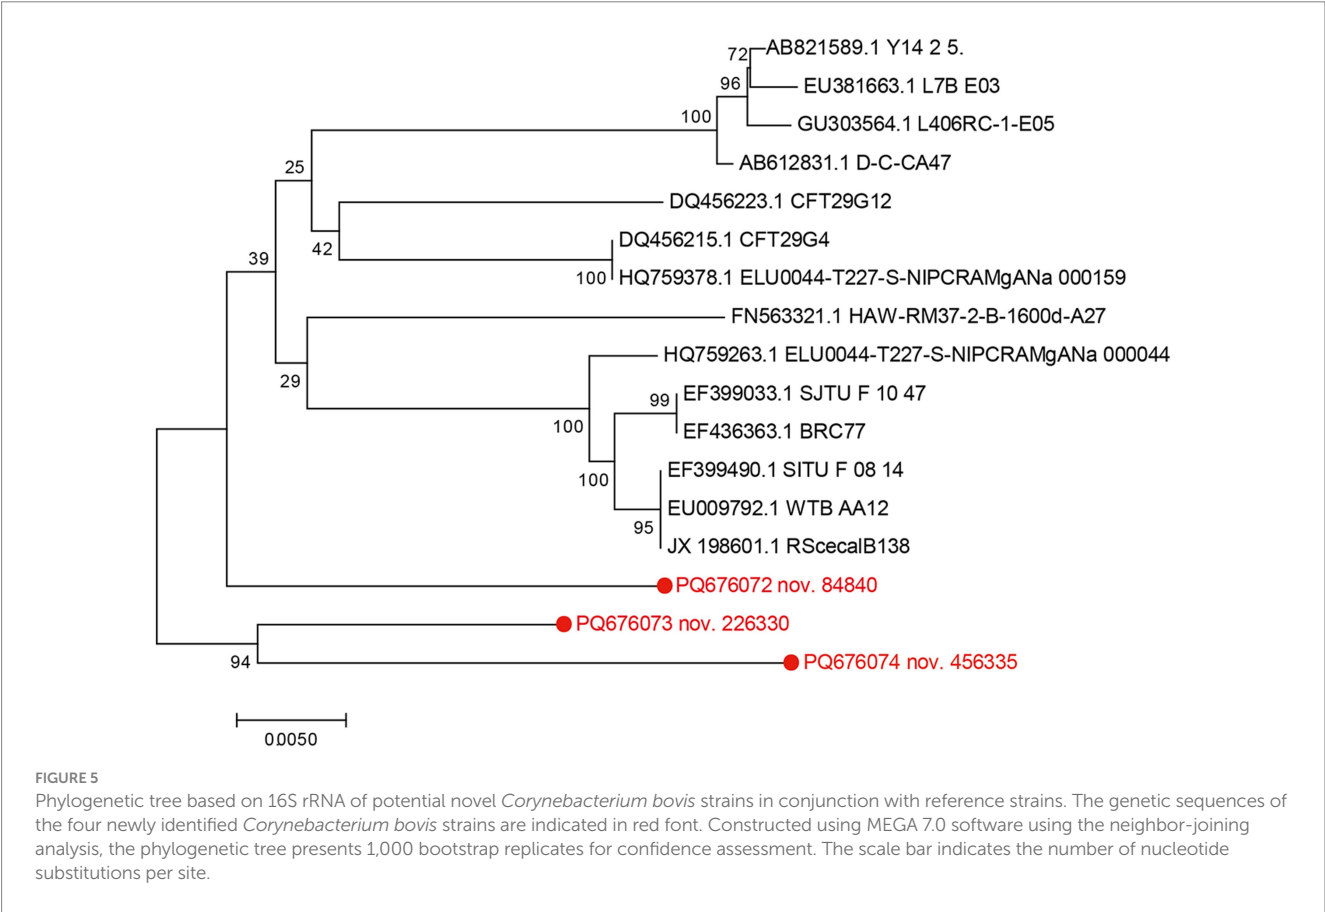 72
AB821589.1 Y14 2 5.
96
EU381663.1 L7B E03
100
GU303564.1 L406RC-1-E05
AB612831.1 D-C-CA47
25
DQ456223.1 CFT29G12
42
DQ456215.1 CFT29G4
39
100
HQ759378.1 ELU0044-T227-S-NIPCRAMgANa 000159
FN563321.1 HAW-RM37-2-B-1600d-A27
HQ759263.1 ELU0044-T227-S-NIPCRAMgANa 000044
29
99
EF399033.1 SJTU F 10 47
100
EF436363.1 BRC77
100
EF399490.1 SITU F 08 14
EU009792.1 WTB AA12
95
JX 198601.1 RScecalB138
PQ676072 nov. 84840
PQ676073 nov. 226330
94
PQ676074 nov. 456335
0.0050
FIGURE 5
Phylogenetic tree based on 16S rRNA of potential novel Corynebacterium bovis strains in conjunction with reference strains. The genetic sequences of
the four newly identified Corynebacterium bovis strains are indicated in red font. Constructed using MEGA 7.0 software using the neighbor-joining
analysis, the phylogenetic tree presents 1,000 bootstrap replicates for confidence assessment. The scale bar indicates the number of nucleotide
substitutions per site.